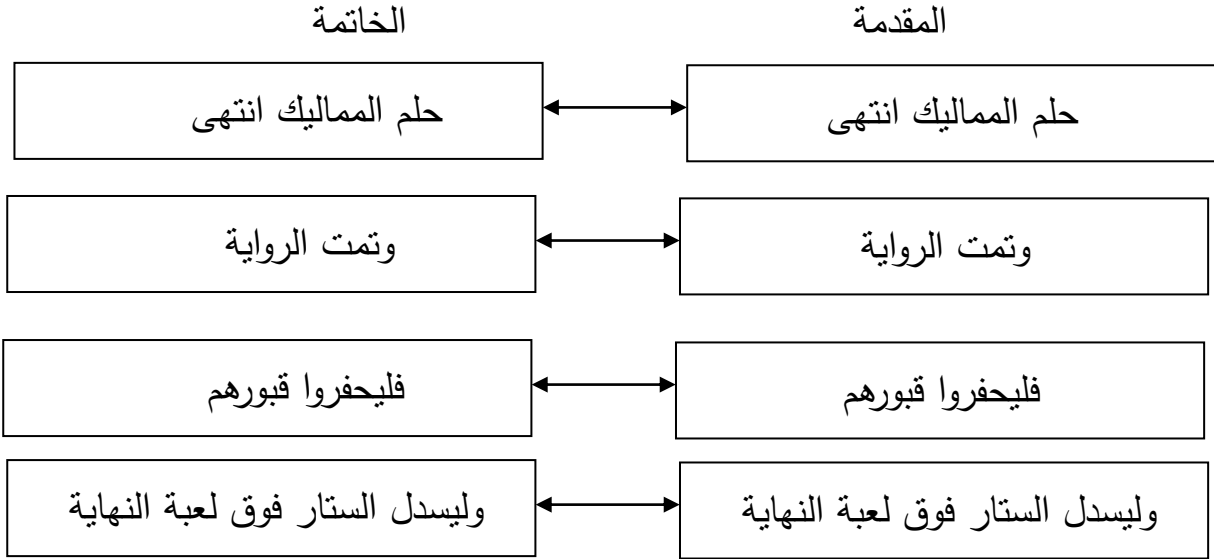 المقدمة الخاتمة
حلم المماليك انتهى حلم المماليك انتهى
وتمت الرواية وتمت الرواية
فليحفروا قبورهم فليحفروا قبورهم
وليسدل الستار فوق لعبة النهاية وليسدل الستار فوق لعبة النهاية